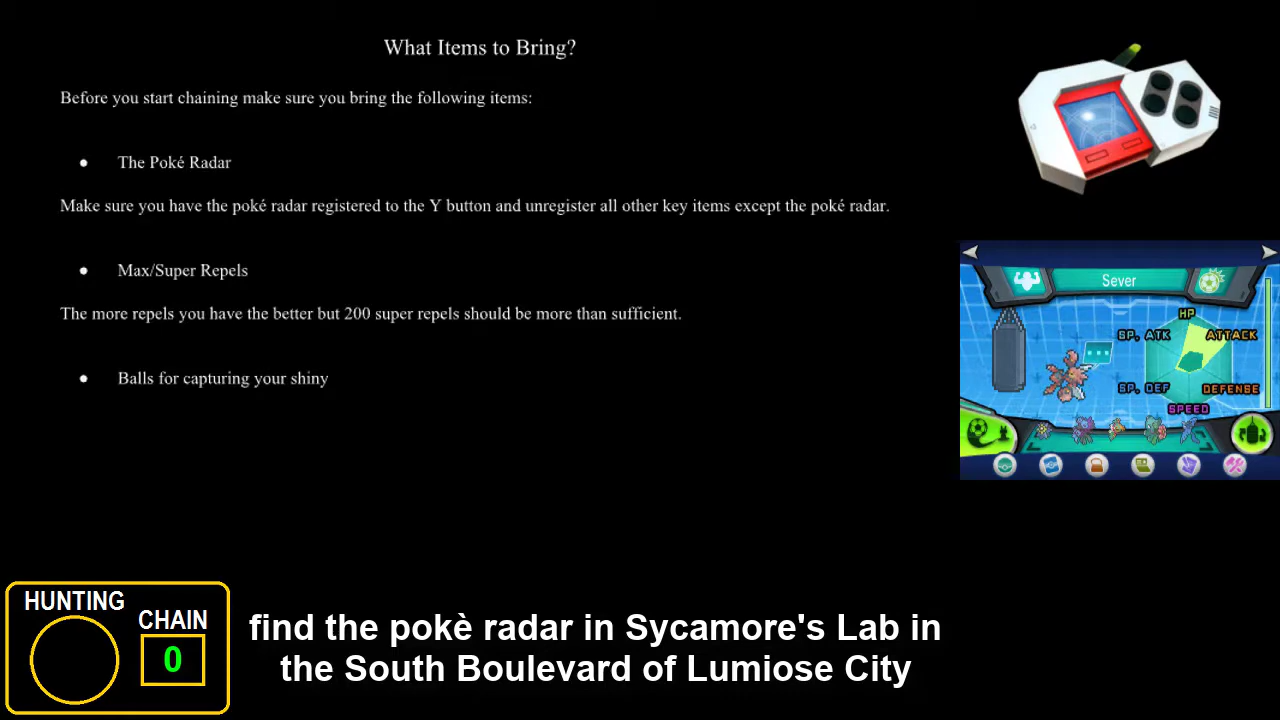 What Items to Bring?
Before you start chaining make sure you bring the following items:
● The Poké Radar
Make sure you have the poké radar registered to the Y button and unregister all other key items except the poké radar.
● Max/Super Repels
The more repels you have the better but 200 super repels should be more than sufficient.
● Balls for capturing your shiny
Sever
HP
SP. ATK
ATTACK
SP. DEF
DEFENSE
SPEED
HUNTING
CHAIN
0
find the pokè radar in Sycamore's Lab in
the South Boulevard of Lumiose City